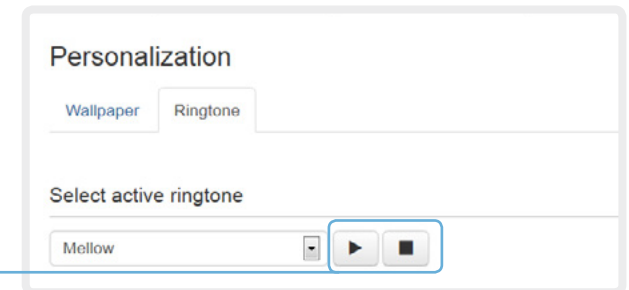 Personalization
Wallpaper Ringtone
Select active ringtone
Mellow